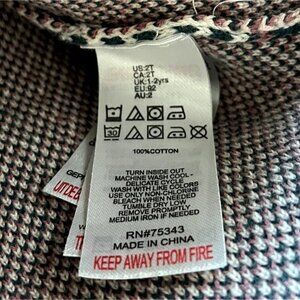 US:2T
CA:2T
UK:1-2yrs
EU:92
AU:2
30
100%COTTON
TURN INSIDE OUT
MACHINE WASH COOL -
DELICATE CYCLE
WASH WITH LIKE COLORS
USE ONLY NON-CHLORINE
BLEACH WHEN NEEDED
TUMBLE DRY LOW
REMOVE PROMPTLY
MEDIUM IRON IF NEEDED
RN#75343
MADE IN CHINA
KEEP AWAY FROM FIRE
GEPR